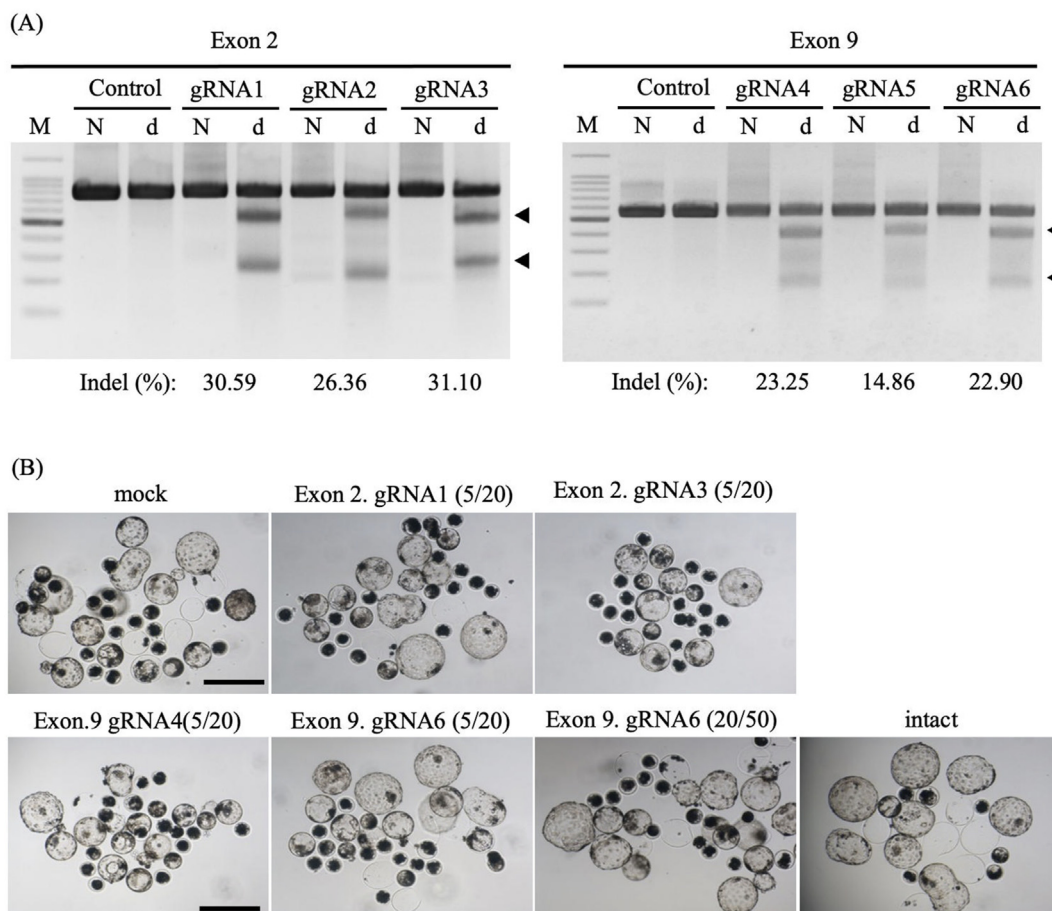 (A)
Exon 2
Control gRNA1 gRNA2 gRNA3
M N d N d N d N d
Indel (%): 30.59 26.36 31.10
Exon 9
Control gRNA4 gRNA5 gRNA6
M N d N d N d N d
Indel (%): 23.25 14.86 22.90
(B)
mock Exon 2. gRNA1 (5/20) Exon 2. gRNA3 (5/20)
Exon.9 gRNA4(5/20) Exon 9. gRNA6 (5/20) Exon 9. gRNA6 (20/50) intact